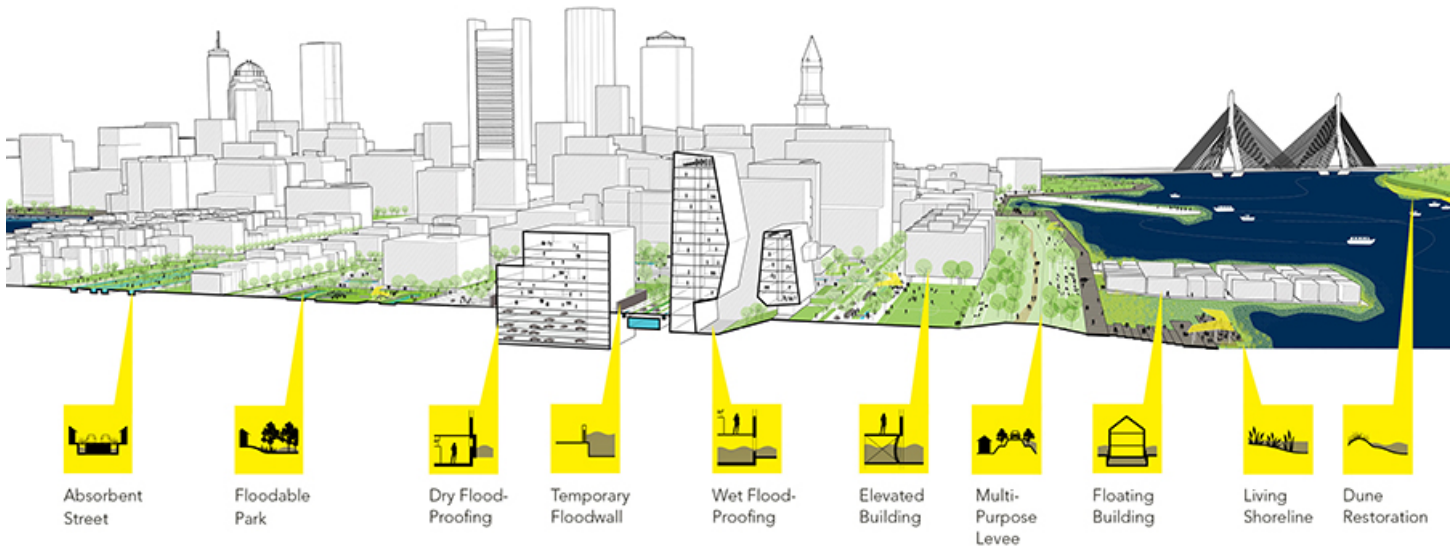 Absorbent
Street
Floodable
Park
Dry Flood-
Proofing
Temporary
Floodwall
Wet Flood-
Proofing
Elevated
Building
Multi-
Purpose
Levee
Floating
Building
Living
Shoreline
Dune
Restoration